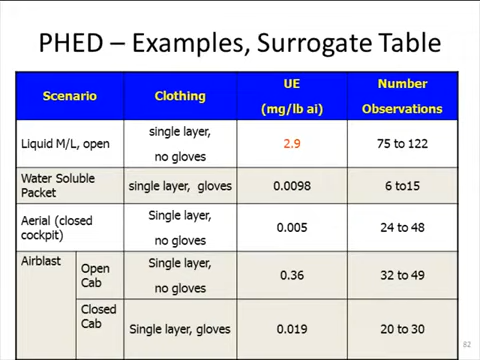 PHED – Examples, Surrogate Table
Scenario Clothing UE (mg/lb ai) Number Observations
Liquid M/L, open single layer, no gloves 2.9 75 to 122
Water Soluble Packet single layer, gloves 0.0098 6 to15
Aerial (closed cockpit) Single layer, no gloves 0.005 24 to 48
Airblast Open Cab Single layer, no gloves 0.36 32 to 49
Closed Cab Single layer, gloves 0.019 20 to 30
82